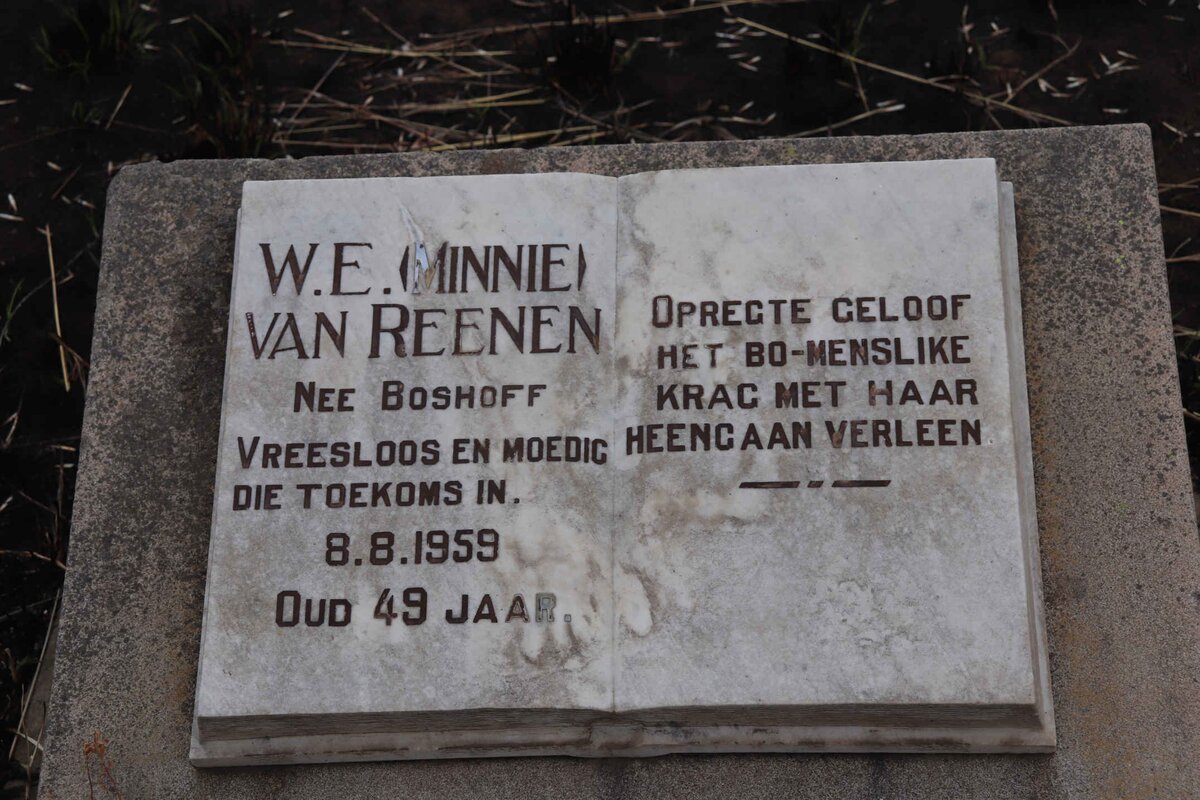 W.E. (MINNIE)
VAN REENEN
NEE BOSHOFF
VREESLOOS EN MOEDIG
DIE TOEKOMS IN.
8.8.1959
OUD 49 JAAR.
OPREGTE GELOOF
HET BO-MENSLIKE
KRAG MET HAAR
HEENGAAN VERLEEN.